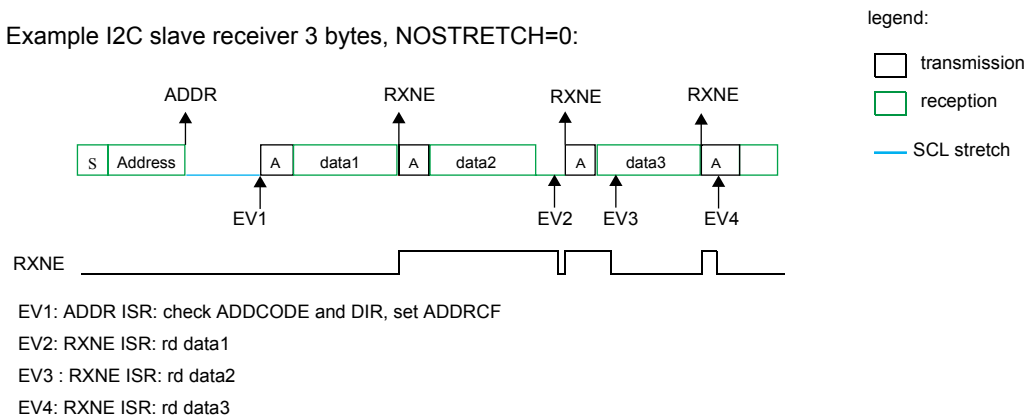 legend:
Example I2C slave receiver 3 bytes, NOSTRETCH=0:
transmission
reception
SCL stretch
ADDR RXNE RXNE RXNE
S Address A data1 A data2 A data3 A
EV1 EV2 EV3 EV4
RXNE
EV1: ADDR ISR: check ADDCODE and DIR, set ADDRCF
EV2: RXNE ISR: rd data1
EV3 : RXNE ISR: rd data2
EV4: RXNE ISR: rd data3